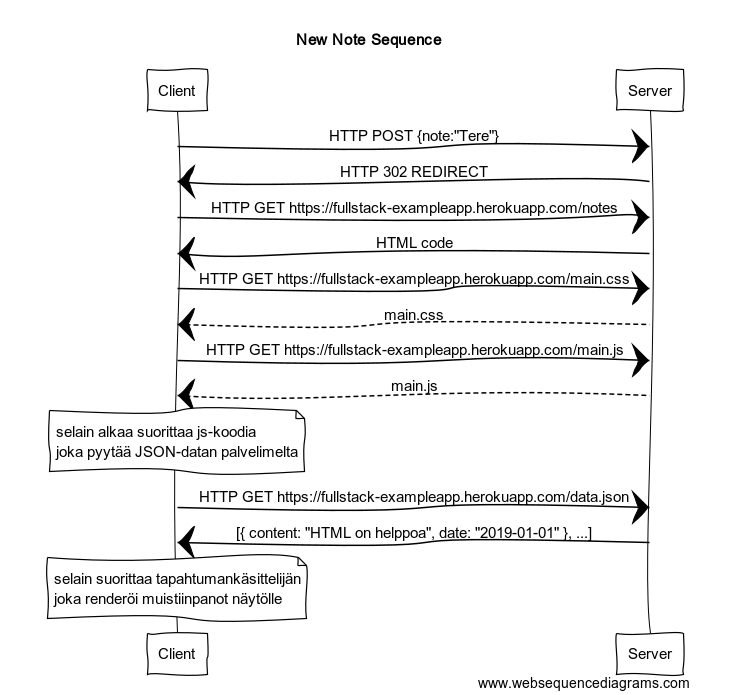 New Note Sequence
Client
Server
HTTP POST {note:"Tere"}
HTTP 302 REDIRECT
HTTP GET https://fullstack-exampleapp.herokuapp.com/notes
HTML code
HTTP GET https://fullstack-exampleapp.herokuapp.com/main.css
main.css
HTTP GET https://fullstack-exampleapp.herokuapp.com/main.js
main.js
selain alkaa suorittaa js-koodia
joka pyytää JSON-datan palvelimelta
HTTP GET https://fullstack-exampleapp.herokuapp.com/data.json
[{ content: "HTML on helppoa", date: "2019-01-01" }, ...]
selain suorittaa tapahtumankäsittelijän
joka renderöi muistiinpanot näytölle
Client
Server
www.websequencediagrams.com